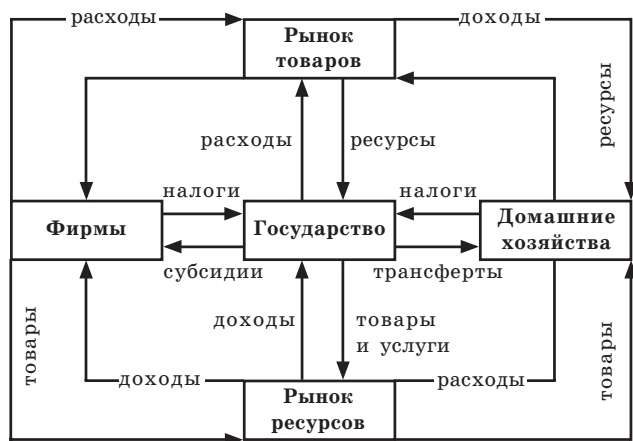 расходы
Рынок
товаров
доходы
ресурсы
расходы
ресурсы
Фирмы
налоги
Государство
налоги
Домашние
хозяйства
субсидии
трансферты
товары
доходы
товары
и услуги
товары
доходы
Рынок
ресурсов
расходы